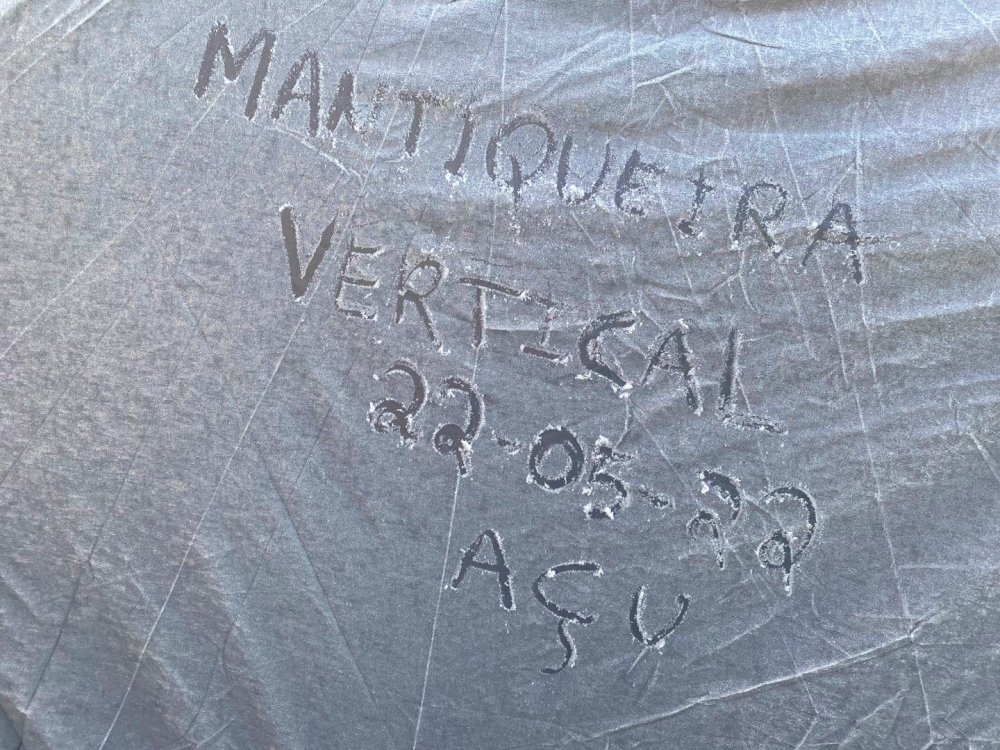 MANTIQUEIRA
VERTICAL
22-05-22
AÇU